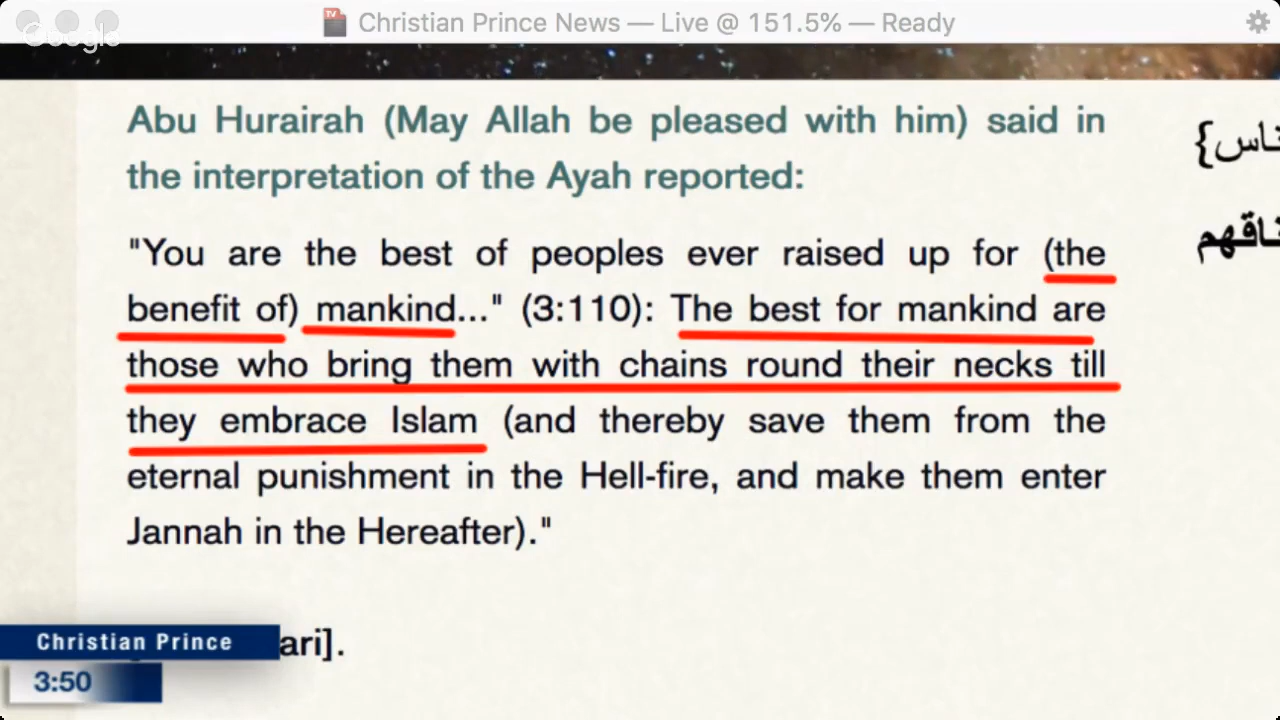 Christian Prince News — Live @ 151.5% — Ready
Google
Abu Hurairah (May Allah be pleased with him) said in
the interpretation of the Ayah reported:
"You are the best of peoples ever raised up for (the
benefit of) mankind..." (3:110): The best for mankind are
those who bring them with chains round their necks till
they embrace Islam (and thereby save them from the
eternal punishment in the Hell-fire, and make them enter
Jannah in the Hereafter)."
ari].
Christian Prince
3:50